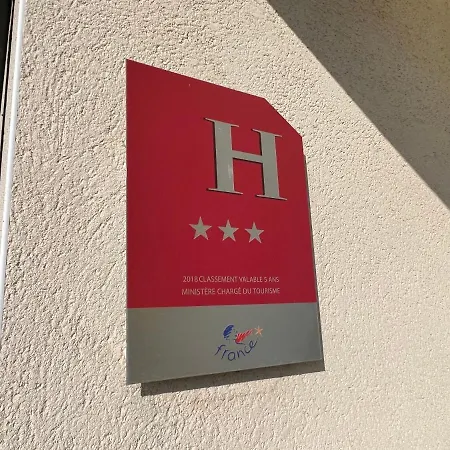 H
★★★
2018 CLASSEMENT VALABLE 5 ANS
MINISTÈRE CHARGÉ DU TOURISME
france